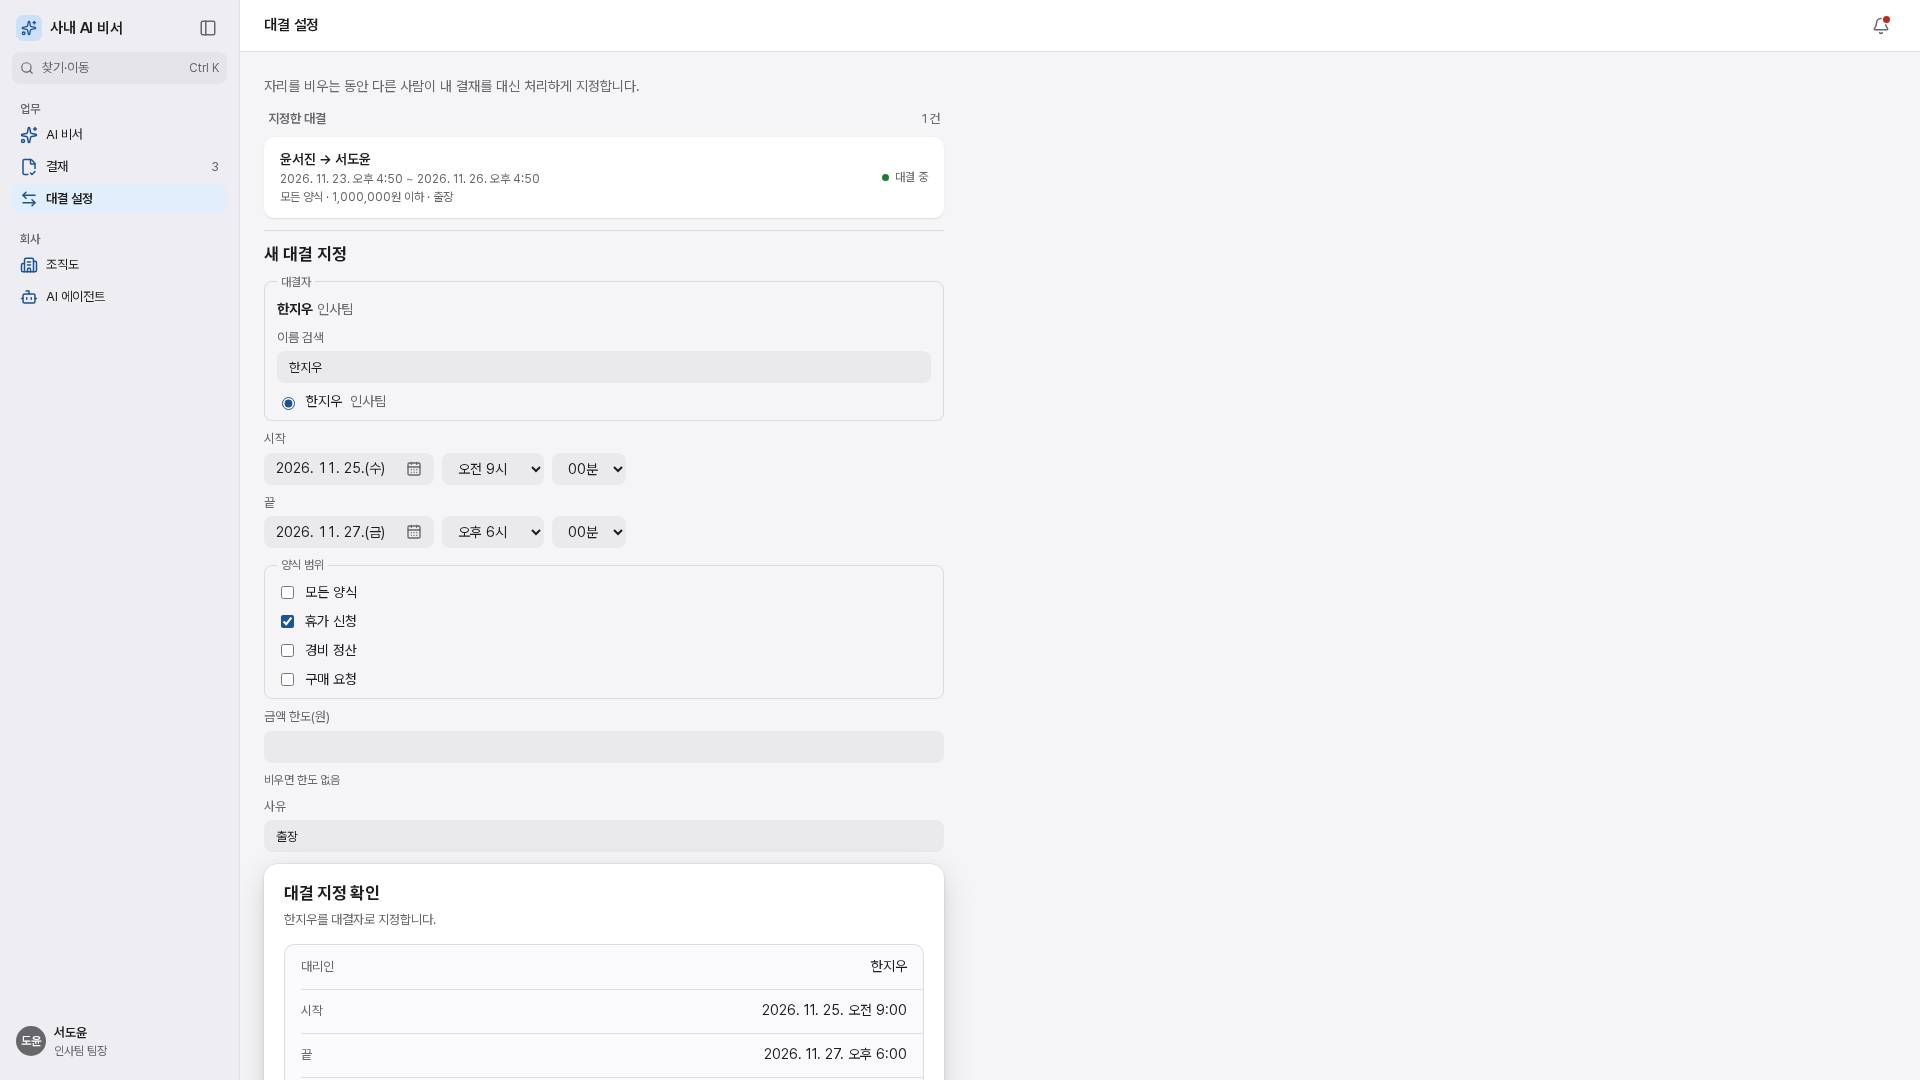 사내 AI 비서
찾기·이동 Ctrl K
업무
AI 비서
결재 3
대결 설정
회사
조직도
AI 에이전트
도윤
서도윤
인사팀 팀장
대결 설정
자리를 비우는 동안 다른 사람이 내 결재를 대신 처리하게 지정합니다.
지정한 대결 1건
윤서진 → 서도윤
2026. 11. 23. 오후 4:50 ~ 2026. 11. 26. 오후 4:50
모든 양식 · 1,000,000원 이하 · 출장
대결 중
새 대결 지정
대결자
한지우 인사팀
이름 검색
한지우
한지우 인사팀
시작
2026. 11. 25.(수) 오전 9시 00분
끝
2026. 11. 27.(금) 오후 6시 00분
양식 범위
모든 양식
휴가 신청
경비 정산
구매 요청
금액 한도(원)
비우면 한도 없음
사유
출장
대결 지정 확인
한지우를 대결자로 지정합니다.
대리인 한지우
시작 2026. 11. 25. 오전 9:00
끝 2026. 11. 27. 오후 6:00